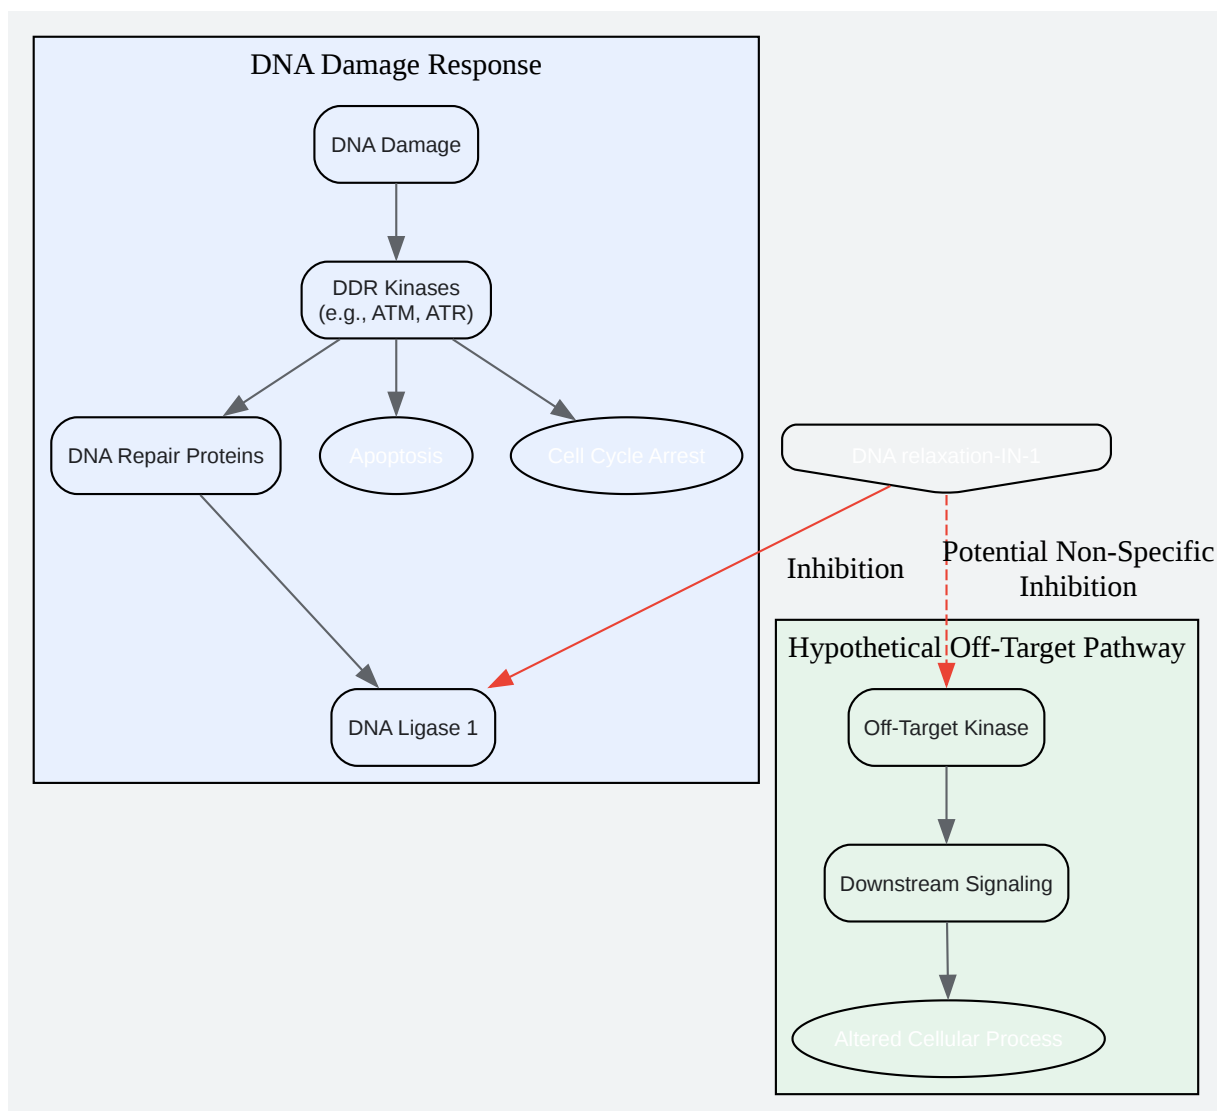 DNA Damage Response
DNA Damage
DDR Kinases
(e.g., ATM, ATR)
DNA Repair Proteins
Apoptosis
Cell Cycle Arrest
DNA relaxation-IN-1
Inhibition
Potential Non-Specific
Inhibition
DNA Ligase 1
Hypothetical Off-Target Pathway
Off-Target Kinase
Downstream Signaling
Altered Cellular Process